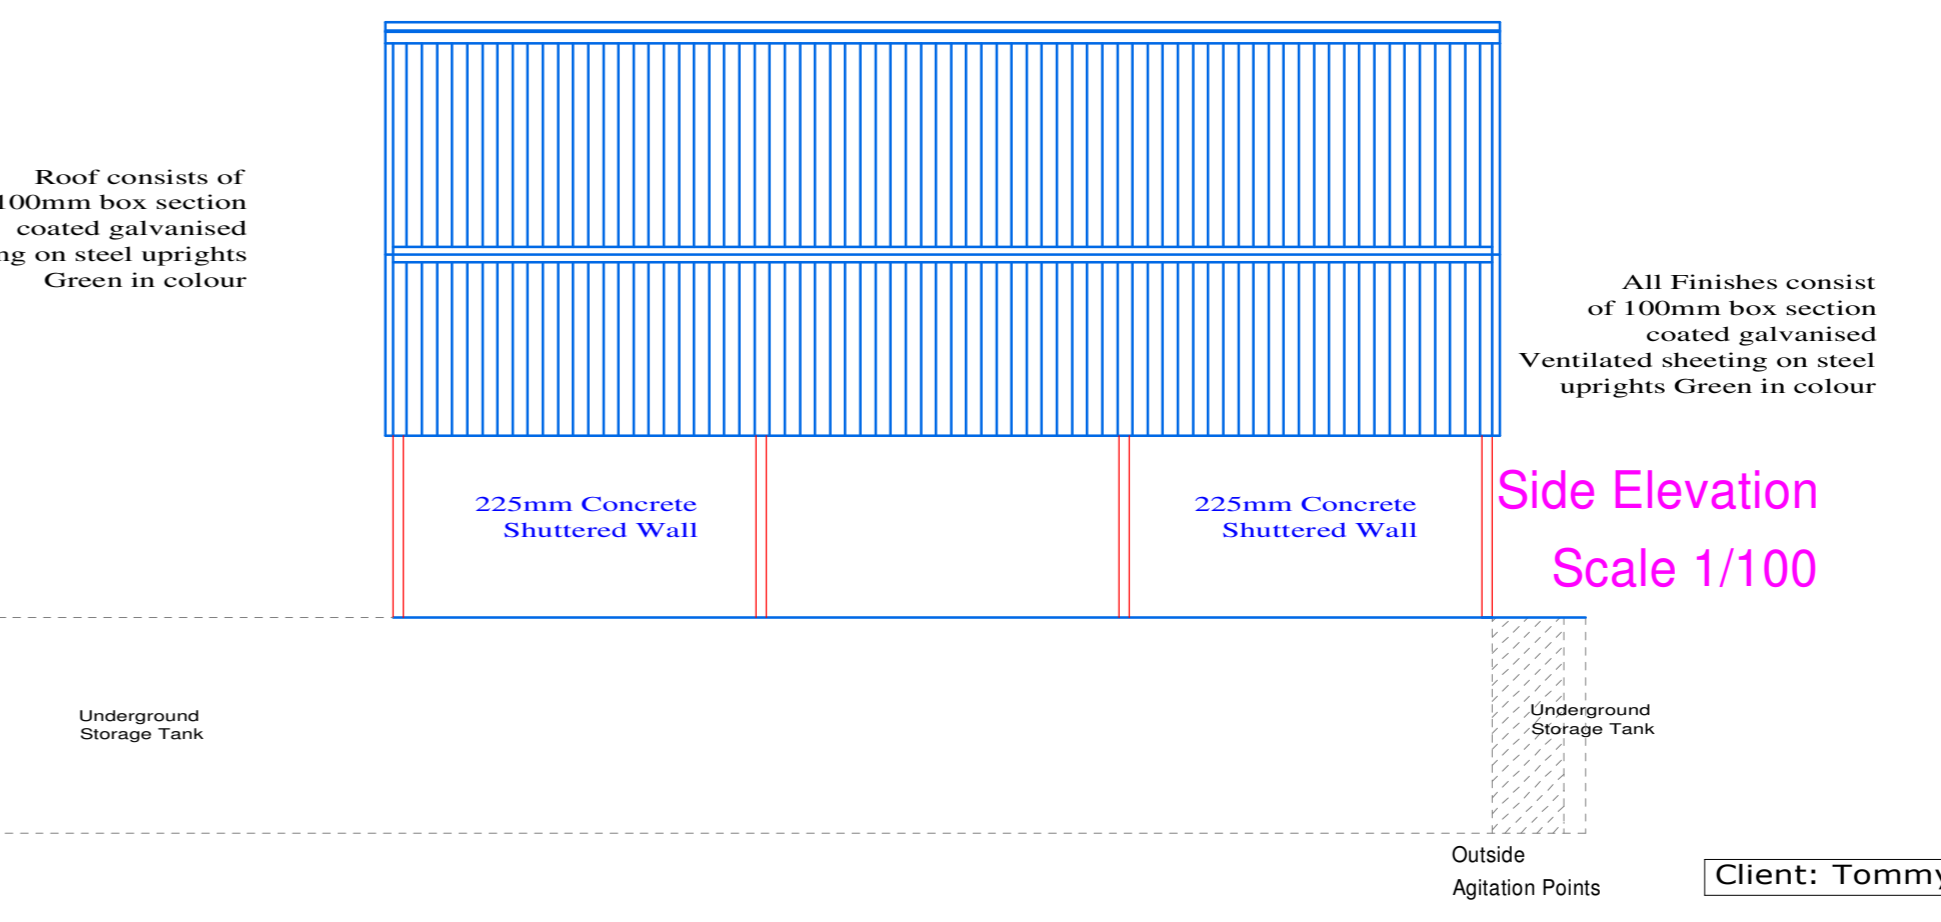 Roof consists of
100mm box section
coated galvanised
on steel uprights
Green in colour
All Finishes consist
of 100mm box section
coated galvanised
Ventilated sheeting on steel
uprights Green in colour
225mm Concrete
Shuttered Wall
225mm Concrete
Shuttered Wall
Side Elevation
Scale 1/100
Underground
Storage Tank
Underground
Storage Tank
Outside
Agitation Points
Client: Tommy